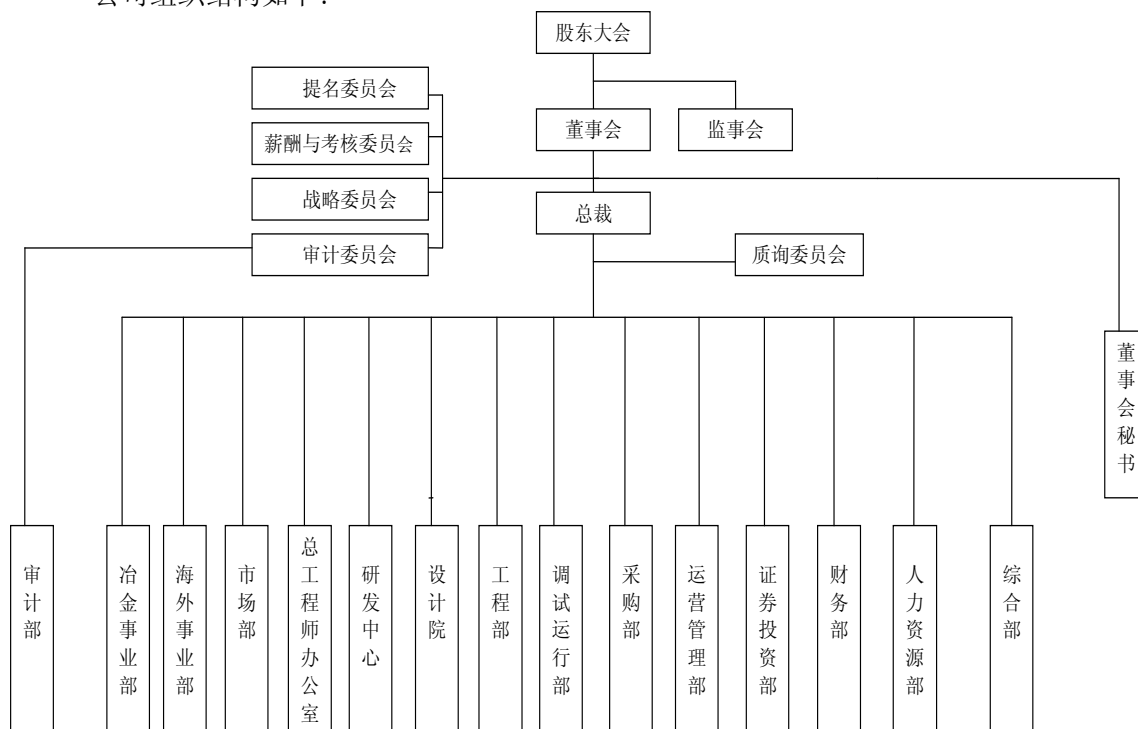 公司组织结构如下：
股东大会
提名委员会
董事会
监事会
薪酬与考核委员会
战略委员会
总裁
审计委员会
质询委员会
董事会秘书
审计部
冶金事业部
海外事业部
市场部
总工程师办公室
研发中心
设计院
工程部
调试运行部
采购部
运营管理部
证券投资部
财务部
人力资源部
综合部